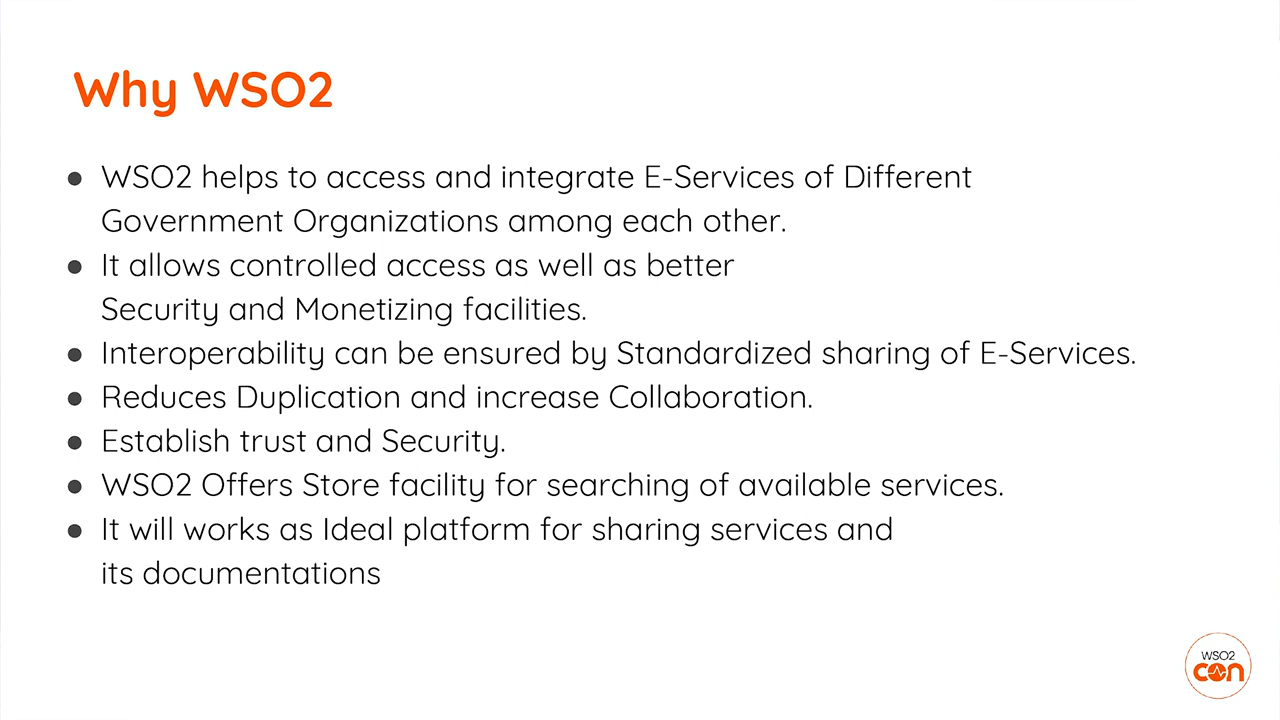 Why WSO2
● WSO2 helps to access and integrate E-Services of Different
Government Organizations among each other.
● It allows controlled access as well as better
Security and Monetizing facilities.
● Interoperability can be ensured by Standardized sharing of E-Services.
● Reduces Duplication and increase Collaboration.
● Establish trust and Security.
● WSO2 Offers Store facility for searching of available services.
● It will works as Ideal platform for sharing services and
its documentations
WSO2
con